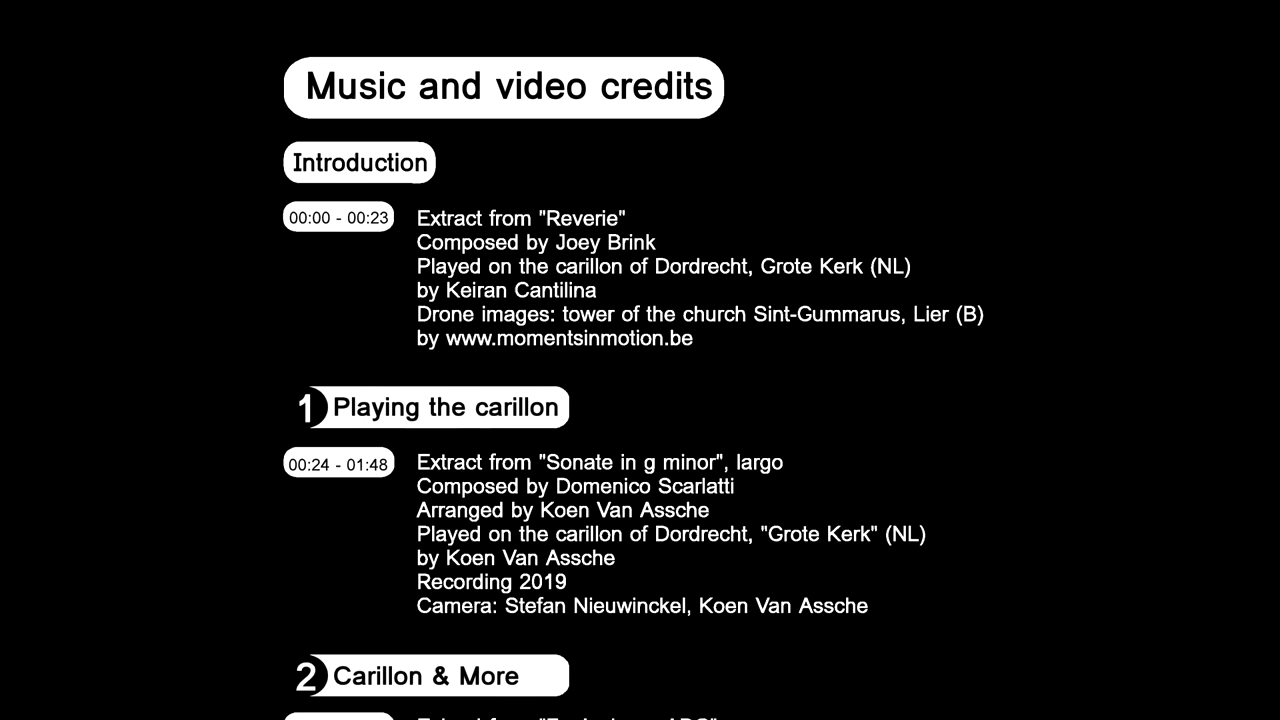 Music and video credits
Introduction
00:00 - 00:23
Extract from "Reverie"
Composed by Joey Brink
Played on the carillon of Dordrecht, Grote Kerk (NL)
by Keiran Cantilina
Drone images: tower of the church Sint-Gummarus, Lier (B)
by www.momentsinmotion.be
1 Playing the carillon
00:24 - 01:48
Extract from "Sonate in g minor", largo
Composed by Domenico Scarlatti
Arranged by Koen Van Assche
Played on the carillon of Dordrecht, "Grote Kerk" (NL)
by Koen Van Assche
Recording 2019
Camera: Stefan Nieuwinckel, Koen Van Assche
2 Carillon & More
Extract from